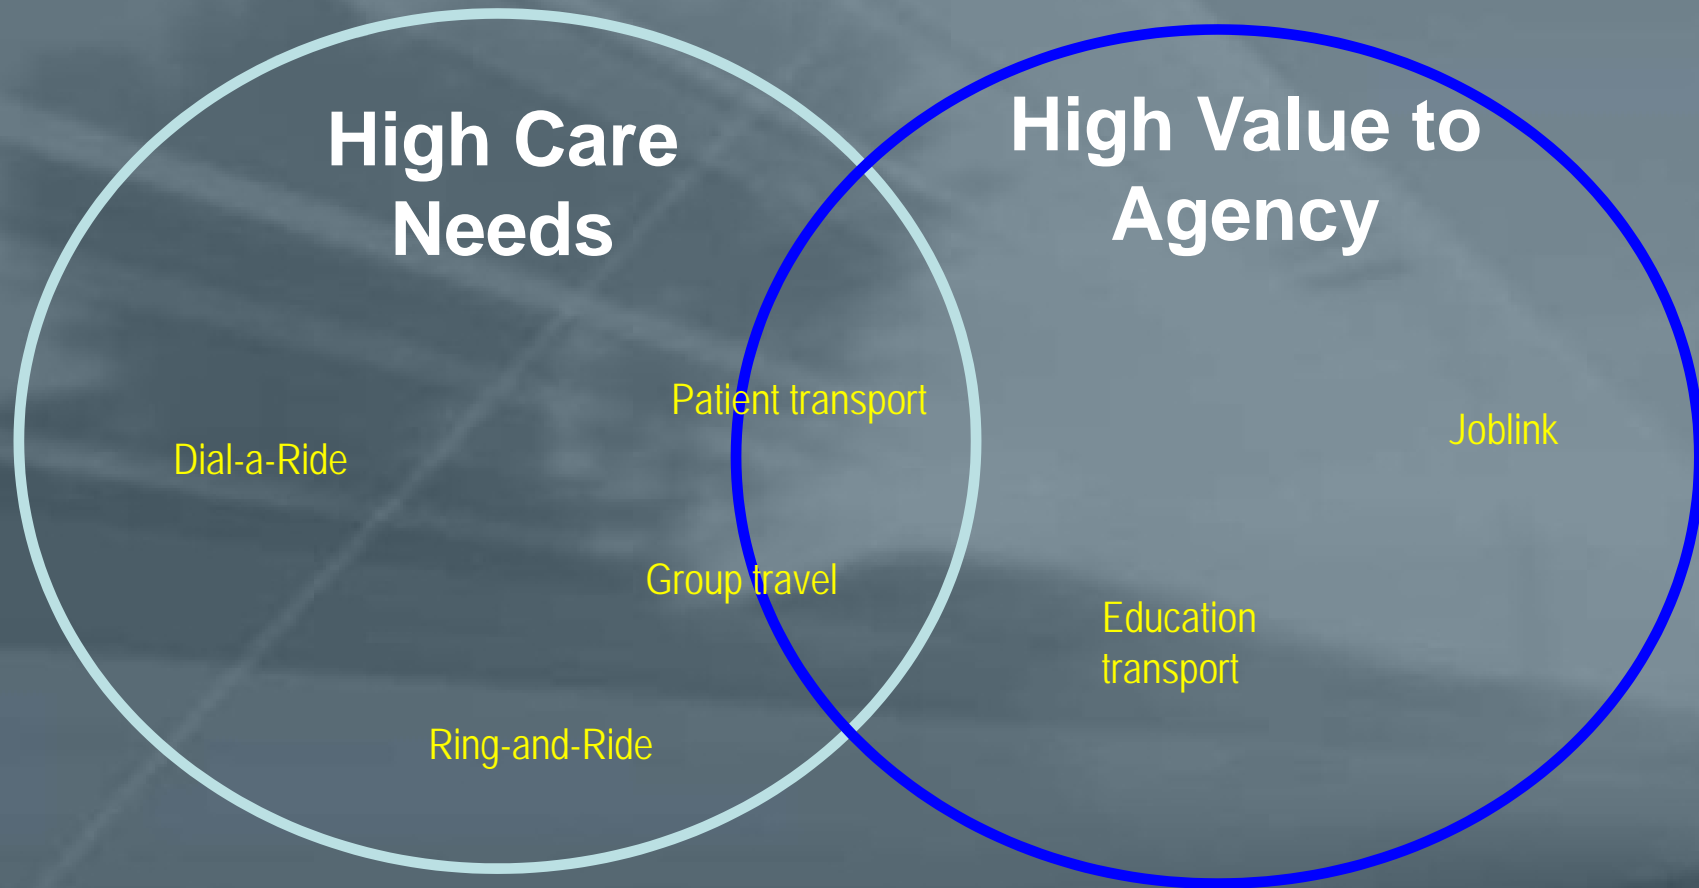 High Care
Needs
High Value to
Agency
Patient transport
Joblink
Dial-a-Ride
Group travel
Education
transport
Ring-and-Ride